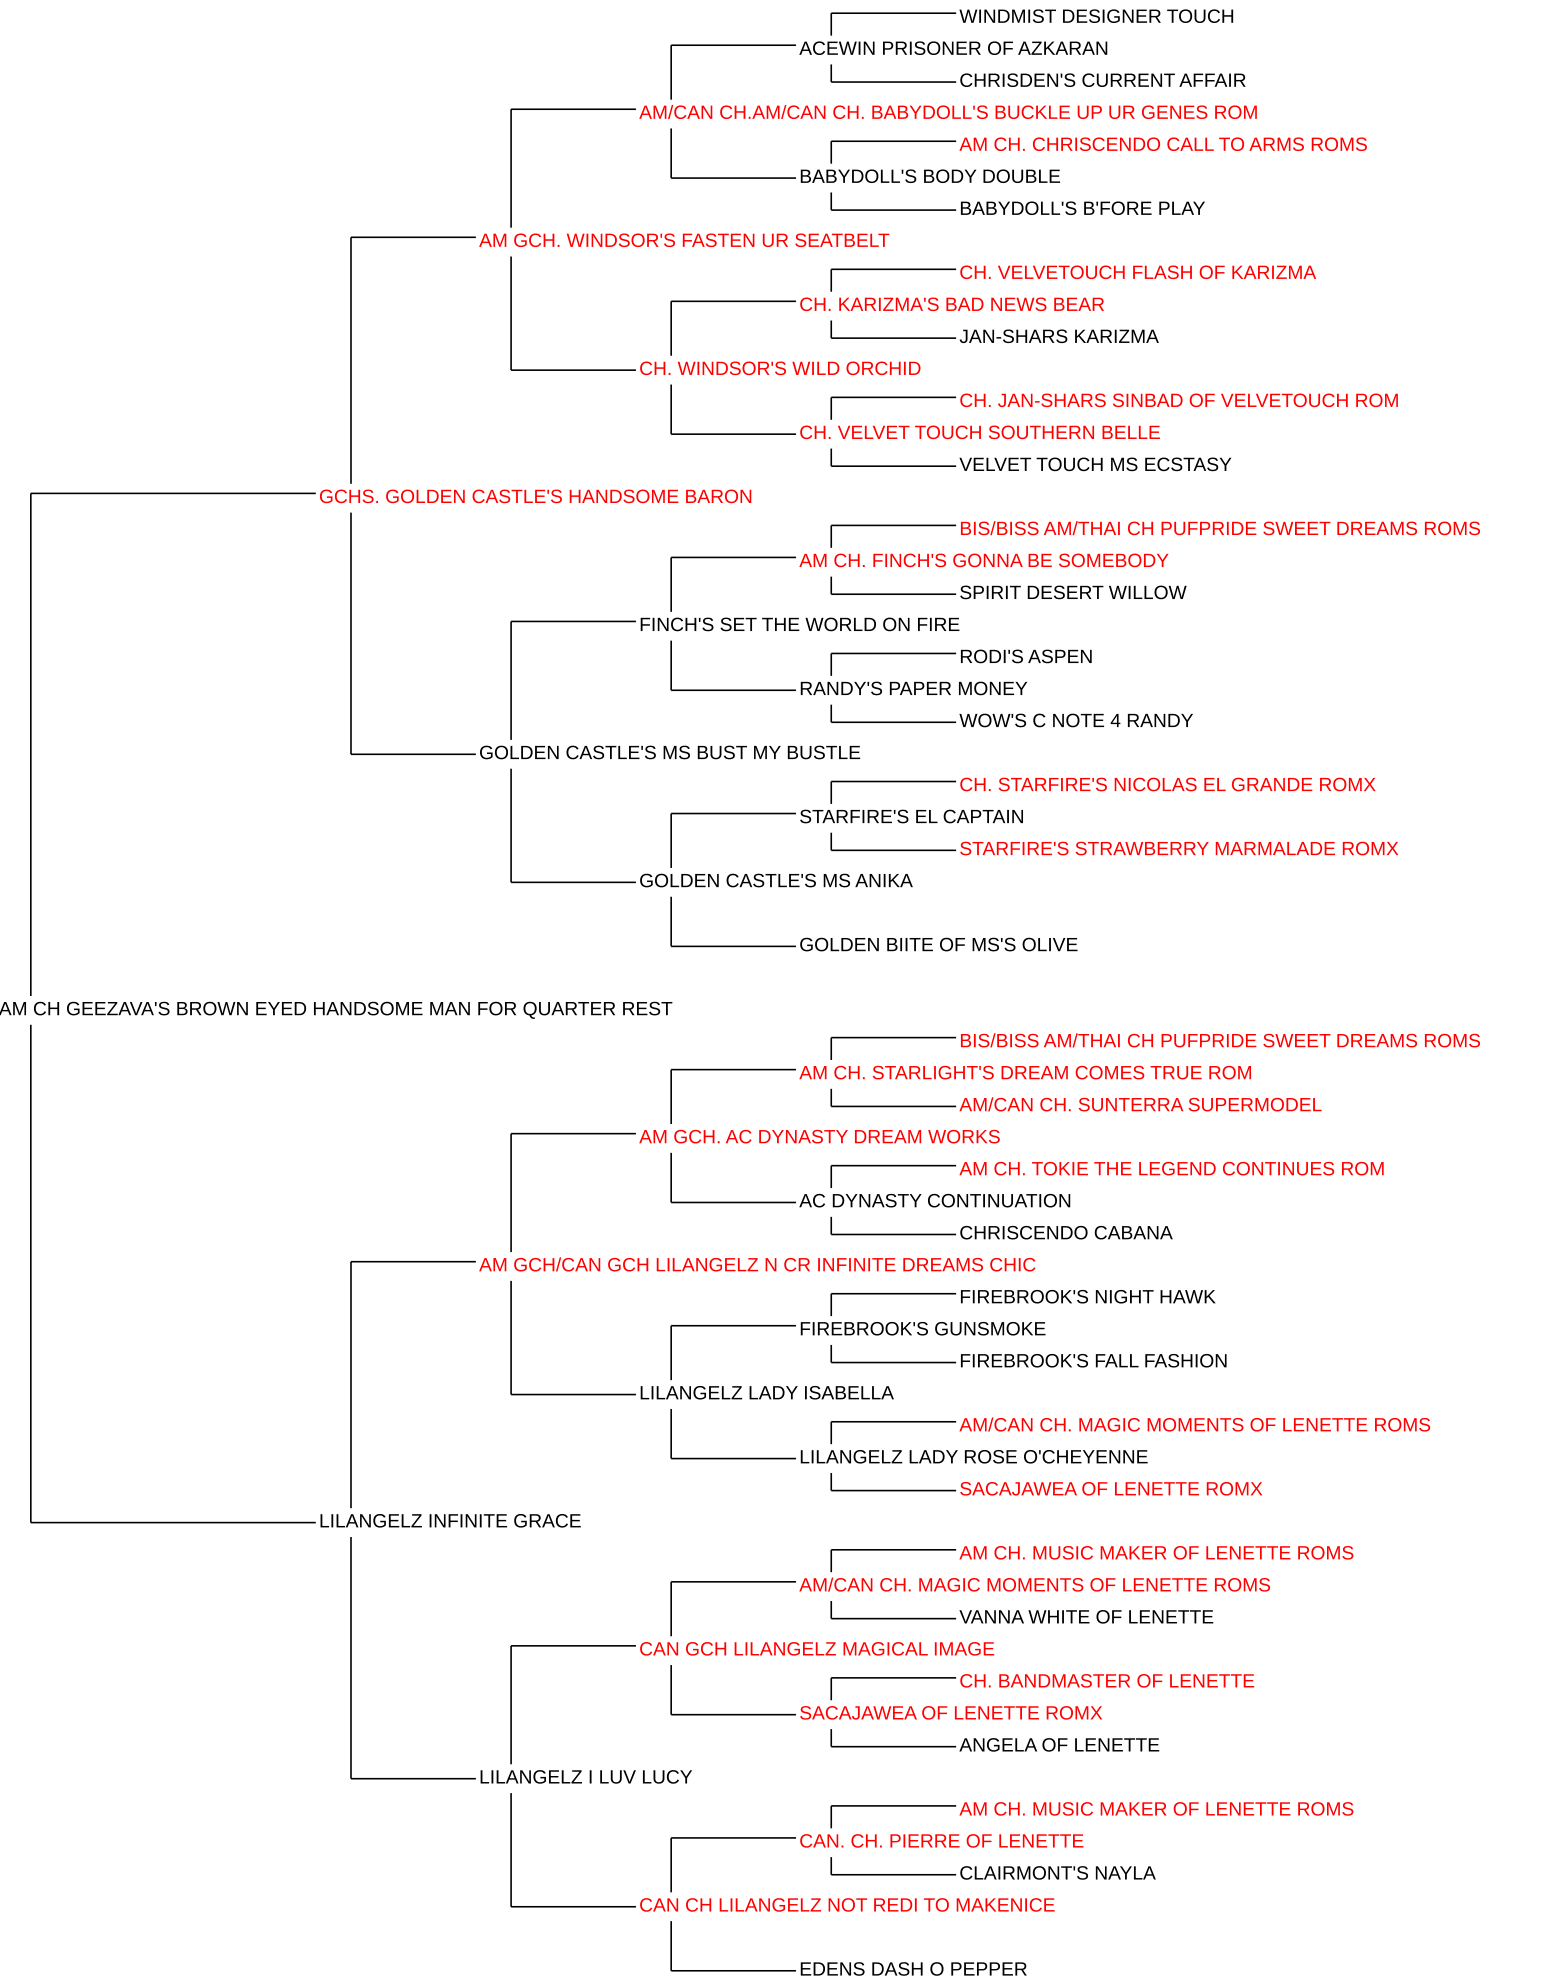 WINDMIST DESIGNER TOUCH
ACEWIN PRISONER OF AZKARAN
CHRISDEN'S CURRENT AFFAIR
AM/CAN CH.AM/CAN CH. BABYDOLL'S BUCKLE UP UR GENES ROM
AM CH. CHRISCENDO CALL TO ARMS ROMS
BABYDOLL'S BODY DOUBLE
BABYDOLL'S B'FORE PLAY
AM GCH. WINDSOR'S FASTEN UR SEATBELT
CH. VELVETOUCH FLASH OF KARIZMA
CH. KARIZMA'S BAD NEWS BEAR
JAN-SHARS KARIZMA
CH. WINDSOR'S WILD ORCHID
CH. JAN-SHARS SINBAD OF VELVETOUCH ROM
CH. VELVET TOUCH SOUTHERN BELLE
VELVET TOUCH MS ECSTASY
GCHS. GOLDEN CASTLE'S HANDSOME BARON
BIS/BISS AM/THAI CH PUFPRIDE SWEET DREAMS ROMS
AM CH. FINCH'S GONNA BE SOMEBODY
SPIRIT DESERT WILLOW
FINCH'S SET THE WORLD ON FIRE
RODI'S ASPEN
RANDY'S PAPER MONEY
WOW'S C NOTE 4 RANDY
GOLDEN CASTLE'S MS BUST MY BUSTLE
CH. STARFIRE'S NICOLAS EL GRANDE ROMX
STARFIRE'S EL CAPTAIN
STARFIRE'S STRAWBERRY MARMALADE ROMX
GOLDEN CASTLE'S MS ANIKA
GOLDEN BIITE OF MS'S OLIVE
AM CH GEEZAVA'S BROWN EYED HANDSOME MAN FOR QUARTER REST
BIS/BISS AM/THAI CH PUFPRIDE SWEET DREAMS ROMS
AM CH. STARLIGHT'S DREAM COMES TRUE ROM
AM/CAN CH. SUNTERRA SUPERMODEL
AM GCH. AC DYNASTY DREAM WORKS
AM CH. TOKIE THE LEGEND CONTINUES ROM
AC DYNASTY CONTINUATION
CHRISCENDO CABANA
AM GCH/CAN GCH LILANGELZ N CR INFINITE DREAMS CHIC
FIREBROOK'S NIGHT HAWK
FIREBROOK'S GUNSMOKE
FIREBROOK'S FALL FASHION
LILANGELZ LADY ISABELLA
AM/CAN CH. MAGIC MOMENTS OF LENETTE ROMS
LILANGELZ LADY ROSE O'CHEYENNE
SACAJAWEA OF LENETTE ROMX
LILANGELZ INFINITE GRACE
AM CH. MUSIC MAKER OF LENETTE ROMS
AM/CAN CH. MAGIC MOMENTS OF LENETTE ROMS
VANNA WHITE OF LENETTE
CAN GCH LILANGELZ MAGICAL IMAGE
CH. BANDMASTER OF LENETTE
SACAJAWEA OF LENETTE ROMX
ANGELA OF LENETTE
LILANGELZ I LUV LUCY
AM CH. MUSIC MAKER OF LENETTE ROMS
CAN. CH. PIERRE OF LENETTE
CLAIRMONT'S NAYLA
CAN CH LILANGELZ NOT REDI TO MAKENICE
EDENS DASH O PEPPER